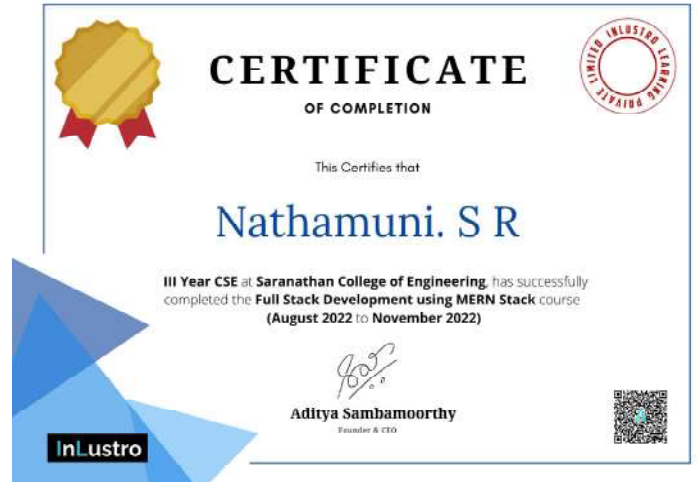 CERTIFICATE
INLUSTRO LEARNING PRIVATE LIMITED
OF COMPLETION
This Certifies that
Nathamuni. S R
III Year CSE at Saranathan College of Engineering, has successfully
completed the Full Stack Development using MERN Stack course
(August 2022 to November 2022)
Aditya Sambamoorthy
Founder & CEO
InLustro